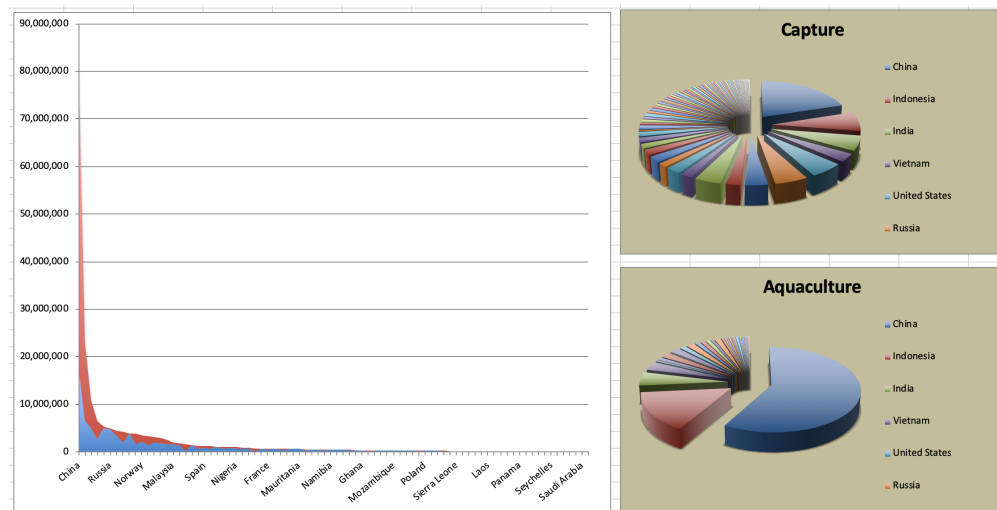 90,000,000
80,000,000
70,000,000
60,000,000
50,000,000
40,000,000
30,000,000
20,000,000
10,000,000
0
China
Russia
Norway
Malaysia
Spain
Nigeria
France
Mauritania
Namibia
Ghana
Mozambique
Poland
Sierra Leone
Laos
Panama
Seychelles
Saudi Arabia
Capture
China
Indonesia
India
Vietnam
United States
Russia
Aquaculture
China
Indonesia
India
Vietnam
United States
Russia